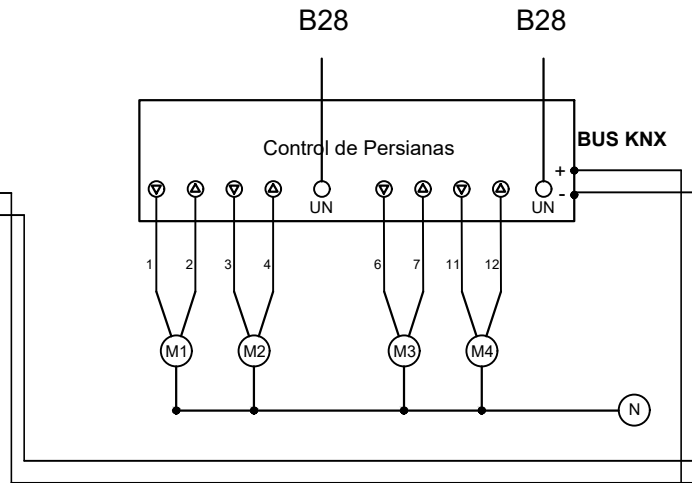 B28 B28
BUS KNX
Control de Persianas
+
-
UN UN
1 2 3 4 6 7 11 12
M1 M2 M3 M4
N